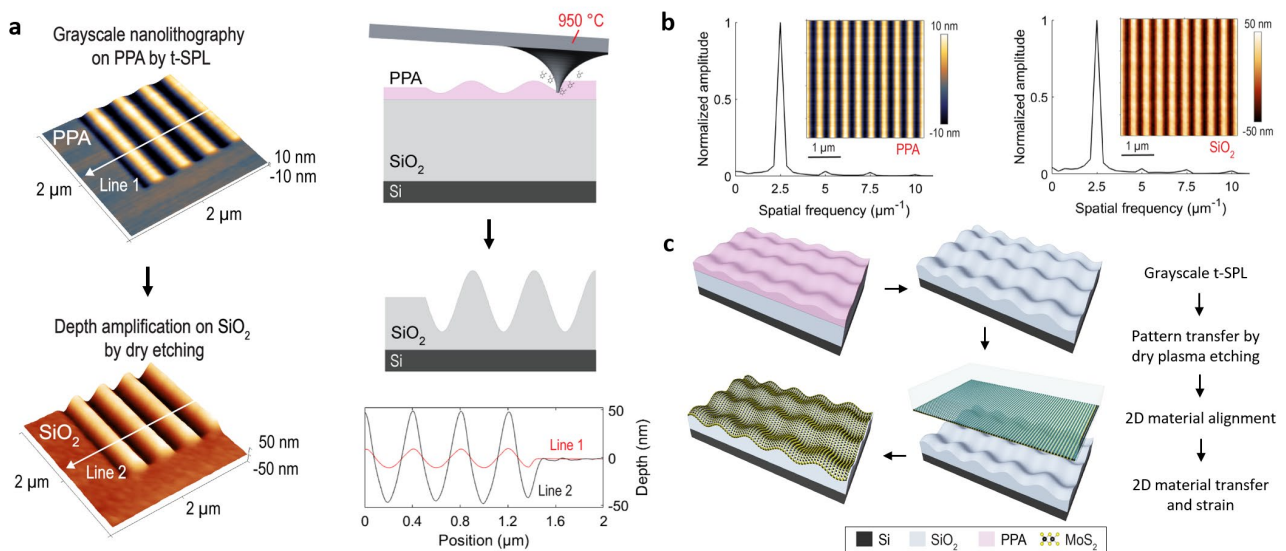 a
Grayscale nanolithography
on PPA by t-SPL
PPA
Line 1
10 nm
-10 nm
2 µm
2 µm
Depth amplification on SiO₂
by dry etching
SiO₂
Line 2
50 nm
-50 nm
2 µm
2 µm
950 °C
PPA
SiO₂
Si
SiO₂
Si
Line 1
Line 2
50
0
-50
Depth (nm)
0
0.4
0.8
1.2
1.6
2
Position (µm)
b
Normalized amplitude
1
0.5
0
0
2.5
5
7.5
10
Spatial frequency (µm⁻¹)
10 nm
-10 nm
1 µm
PPA
Normalized amplitude
1
0.5
0
0
2.5
5
7.5
10
Spatial frequency (µm⁻¹)
50 nm
-50 nm
1 µm
SiO₂
c
Grayscale t-SPL
Pattern transfer by
dry plasma etching
2D material alignment
2D material transfer
and strain
Si SiO₂ PPA MoS₂